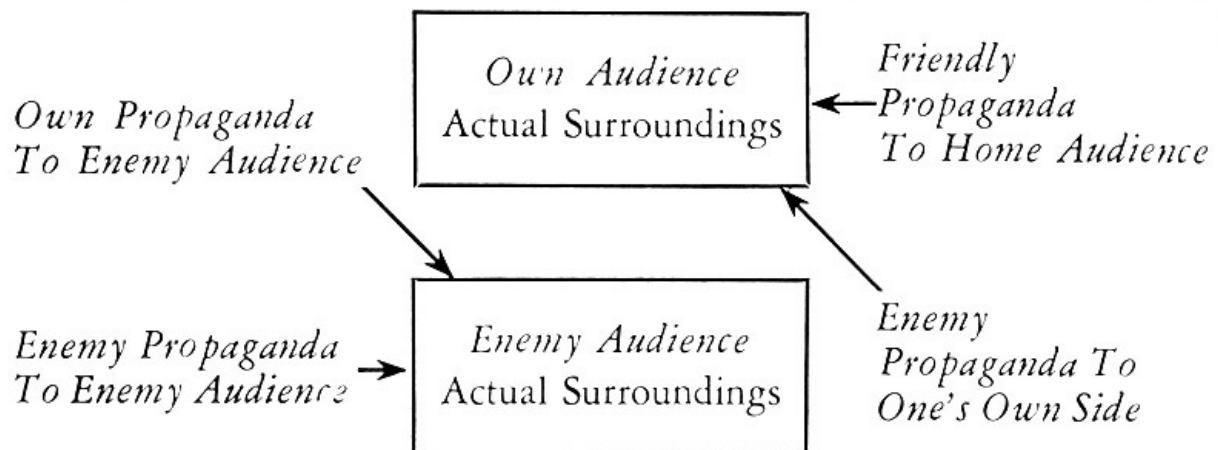 Own Audience
Actual Surroundings
Friendly
Propaganda
To Home Audience
Own Propaganda
To Enemy Audience
Enemy Propaganda
To Enemy Audience
Enemy Audience
Actual Surroundings
Enemy
Propaganda To
One's Own Side